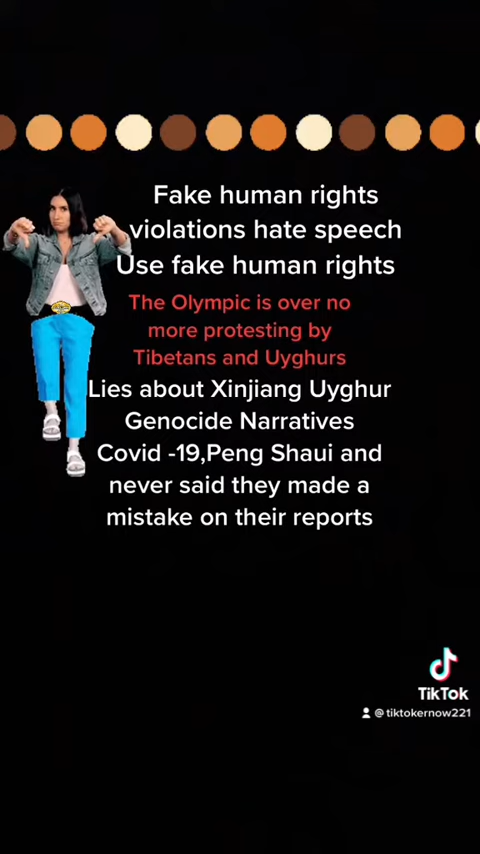 Fake human rights
violations hate speech
Use fake human rights
The Olympic is over no
more protesting by
Tibetans and Uyghurs
Lies about Xinjiang Uyghur
Genocide Narratives
Covid -19,Peng Shaui and
never said they made a
mistake on their reports
TikTok
@tiktokernow221